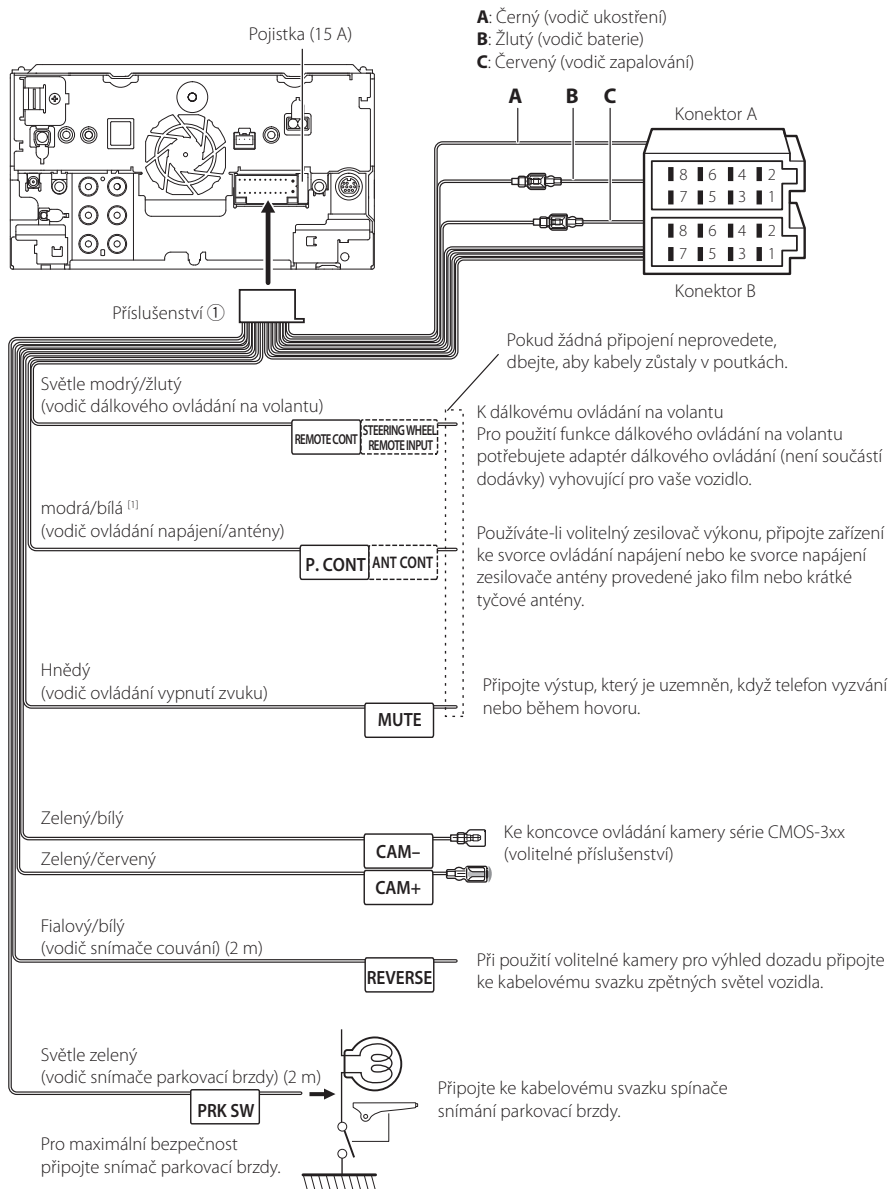 Pojistka (15 A)
A: Černý (vodič ukostření)
B: Žlutý (vodič baterie)
C: Červený (vodič zapalování)
A B C
Konektor A
8 6 4 2
7 5 3 1
8 6 4 2
7 5 3 1
Konektor B
Příslušenství ①
Pokud žádná připojení neprovedete,
dbejte, aby kabely zůstaly v poutkách.
Světle modrý/žlutý
(vodič dálkového ovládání na volantu)
REMOTE CONT
STEERING WHEEL
REMOTE INPUT
K dálkovému ovládání na volantu
Pro použití funkce dálkového ovládání na volantu
potřebujete adaptér dálkového ovládání (není součástí
dodávky) vyhovující pro vaše vozidlo.
modrá/bílá [1]
(vodič ovládání napájení/antény)
P. CONT ANT CONT
Používáte-li volitelný zesilovač výkonu, připojte zařízení
ke svorce ovládání napájení nebo ke svorce napájení
zesilovače antény provedené jako film nebo krátké
tyčové antény.
Hnědý
(vodič ovládání vypnutí zvuku)
MUTE
Připojte výstup, který je uzemněn, když telefon vyzvání
nebo během hovoru.
Zelený/bílý
CAM–
Zelený/červený
CAM+
Ke koncovce ovládání kamery série CMOS-3xx
(volitelné příslušenství)
Fialový/bílý
(vodič snímače couvání) (2 m)
REVERSE
Při použití volitelné kamery pro výhled dozadu připojte
ke kabelovému svazku zpětných světel vozidla.
Světle zelený
(vodič snímače parkovací brzdy) (2 m)
PRK SW
Připojte ke kabelovému svazku spínače
snímání parkovací brzdy.
Pro maximální bezpečnost
připojte snímač parkovací brzdy.